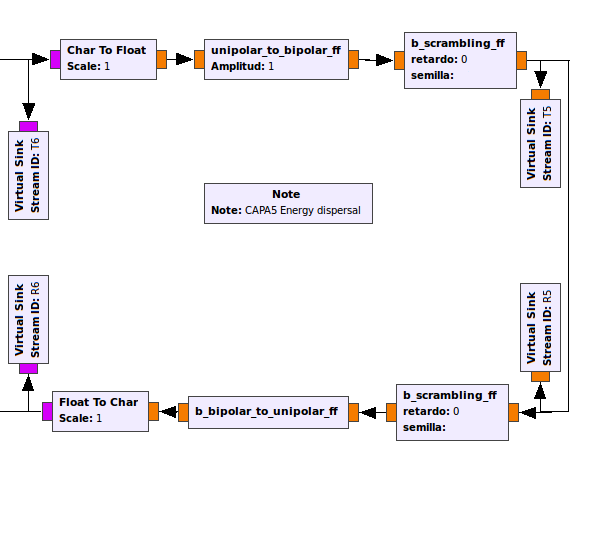 Char To Float
Scale: 1
unipolar_to_bipolar_ff
Amplitud: 1
b_scrambling_ff
retardo: 0
semilla:
Virtual Sink
Stream ID: T6
Virtual Sink
Stream ID: T5
Note
Note: CAPA5 Energy dispersal
Virtual Sink
Stream ID: R6
Virtual Sink
Stream ID: R5
Float To Char
Scale: 1
b_bipolar_to_unipolar_ff
b_scrambling_ff
retardo: 0
semilla: